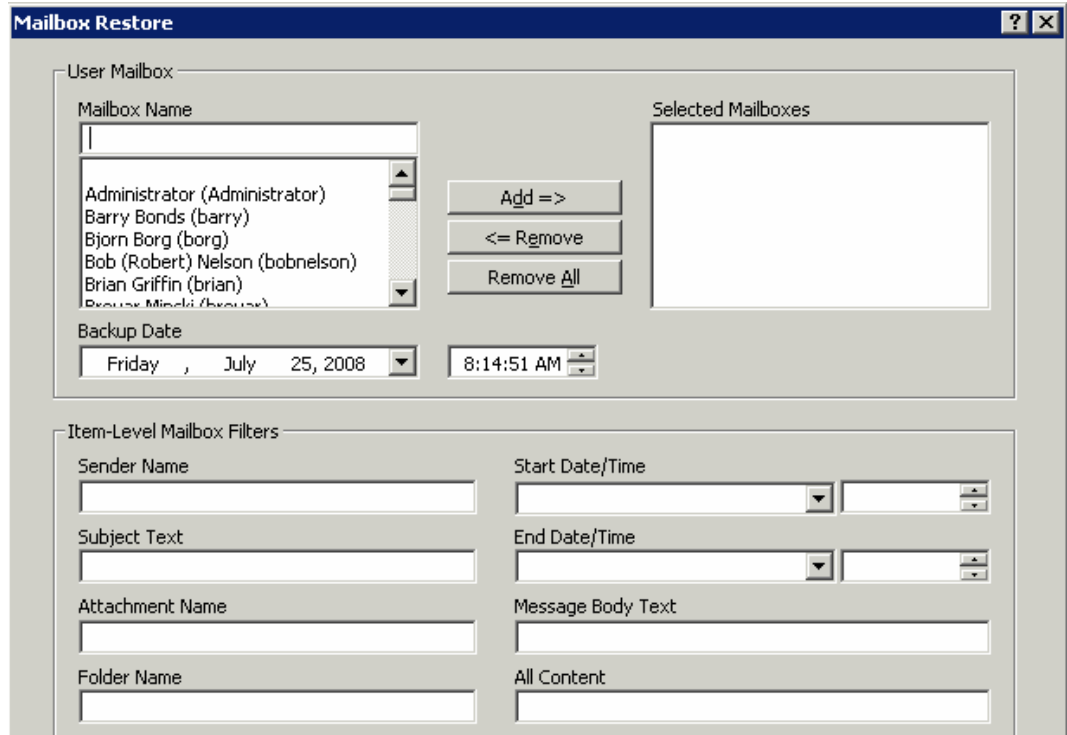 Mailbox Restore
User Mailbox
Mailbox Name
Selected Mailboxes
Administrator (Administrator)
Barry Bonds (barry)
Bjorn Borg (borg)
Bob (Robert) Nelson (bobnelson)
Brian Griffin (brian)
Add =>
<= Remove
Remove All
Backup Date
Friday , July 25, 2008
8:14:51 AM
Item-Level Mailbox Filters
Sender Name
Start Date/Time
Subject Text
End Date/Time
Attachment Name
Message Body Text
Folder Name
All Content